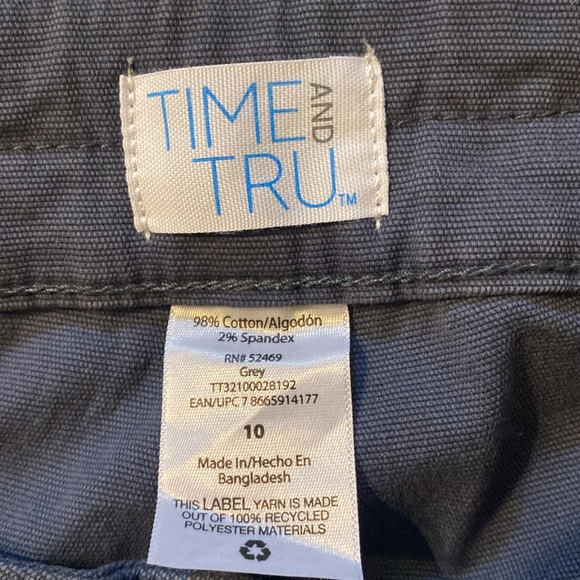 TIME AND
TRU™
98% Cotton/Algodón
2% Spandex
RN# 52469
Grey
TT32100028192
EAN/UPC 7 8665914177
10
Made In/Hecho En
Bangladesh
THIS LABEL YARN IS MADE
OUT OF 100% RECYCLED
POLYESTER MATERIALS